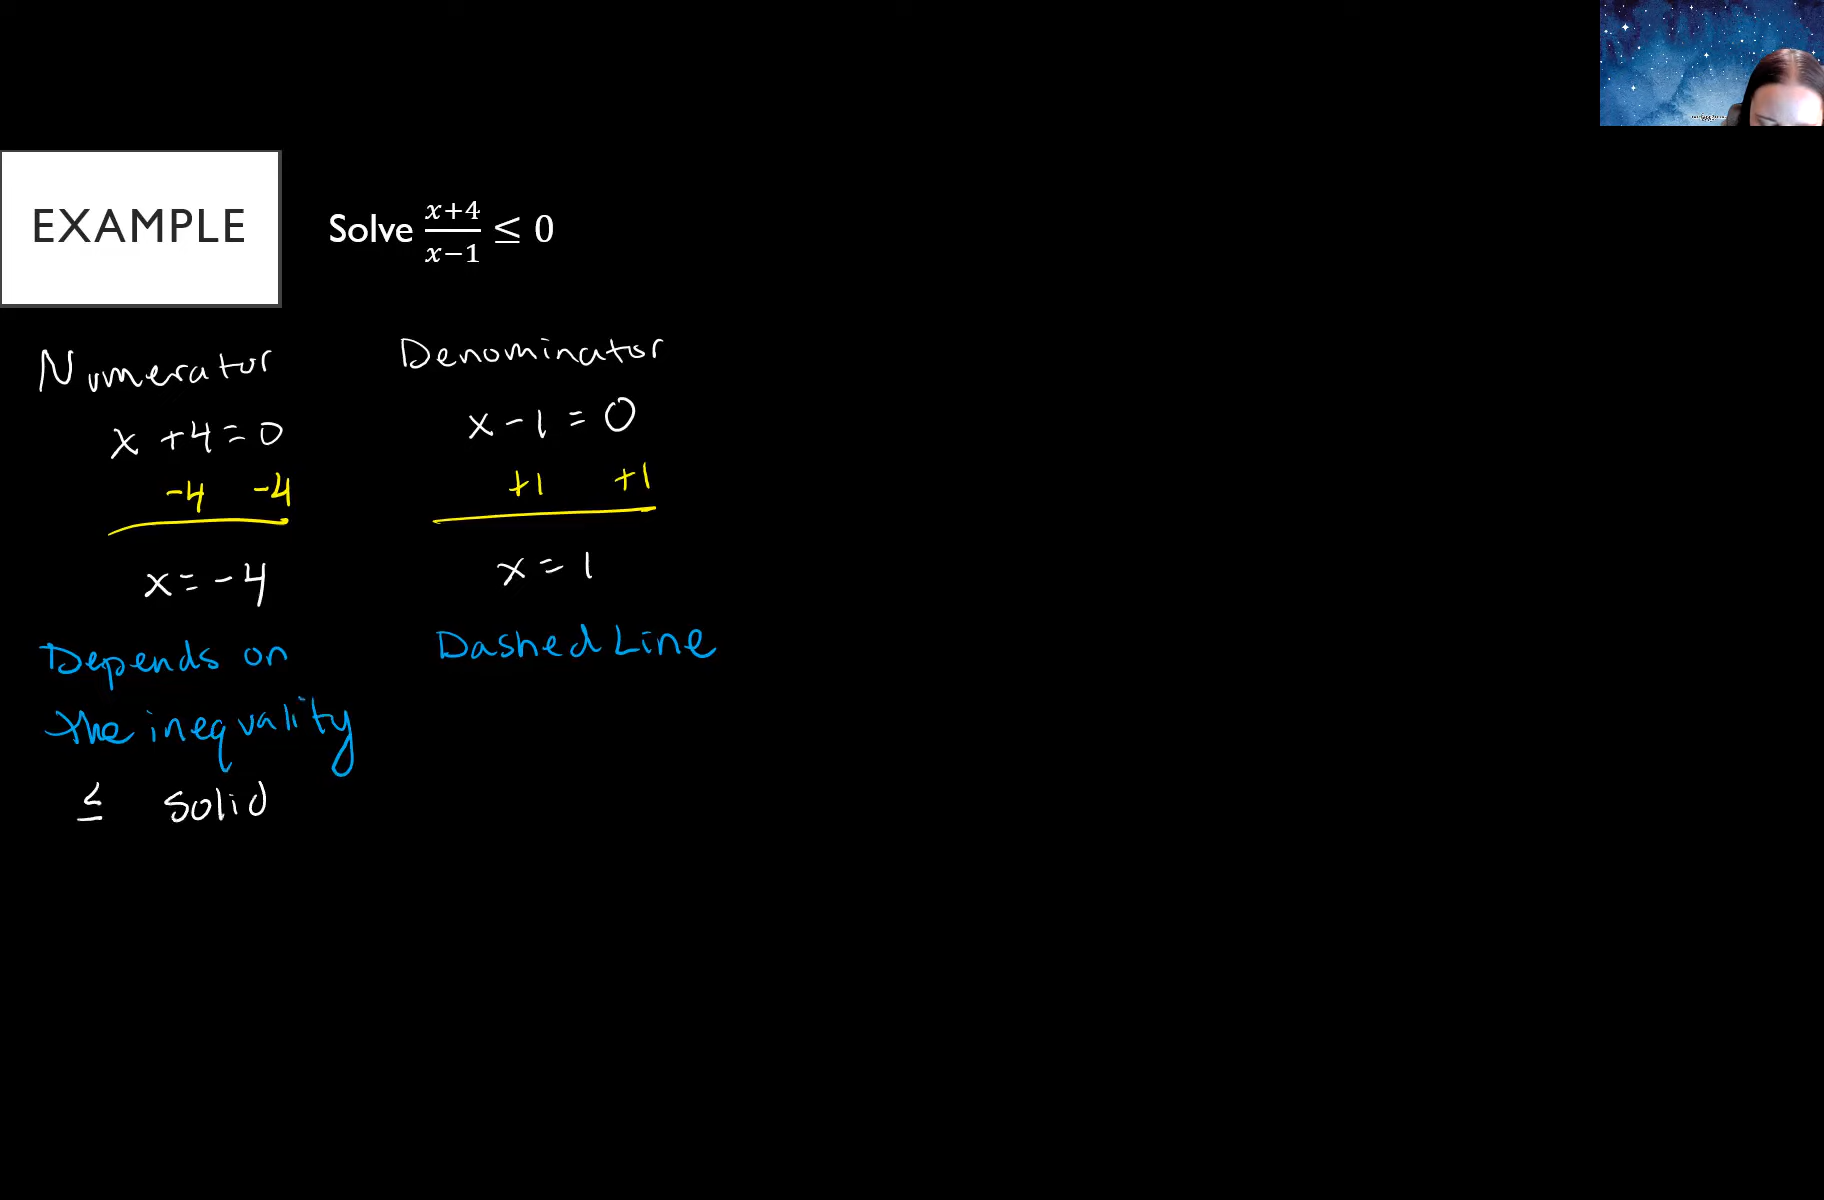 EXAMPLE
Solve \frac{x+4}{x-1} ≤ 0
Numerator
x + 4 = 0
-4 -4
x = -4
Depends on
the inequality
≤ solid
Denominator
x - 1 = 0
+1 +1
x = 1
Dashed Line